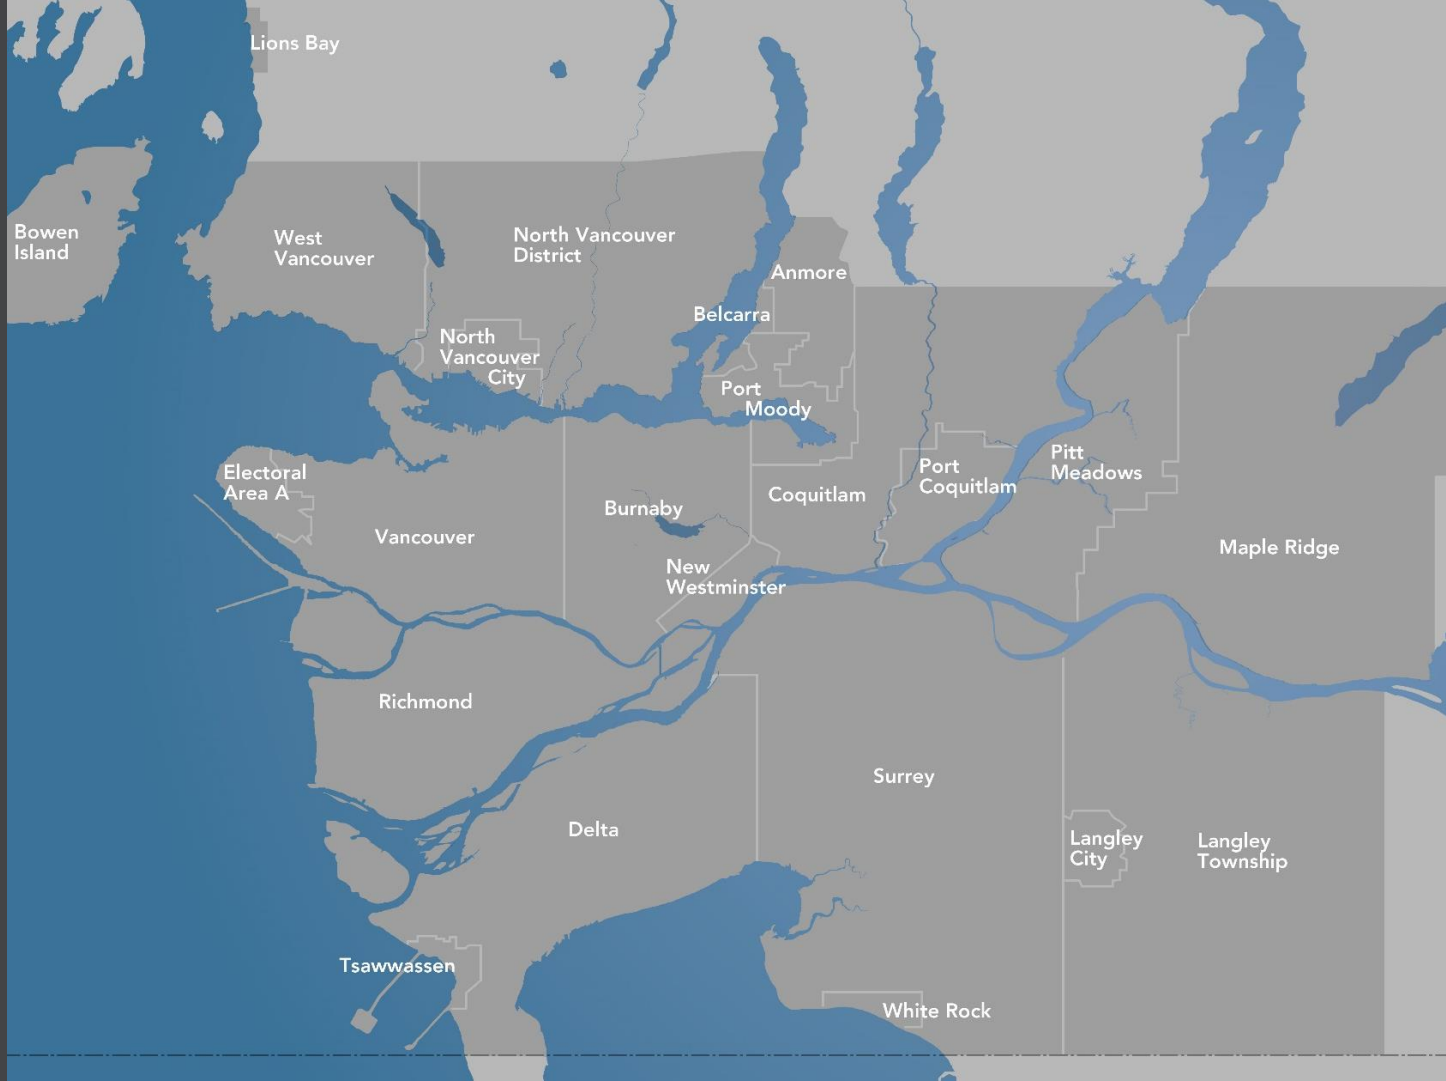 Lions Bay
Bowen
Island
West
Vancouver
North Vancouver
District
Anmore
Belcarra
North
Vancouver
City
Port
Moody
Electoral
Area A
Vancouver
Burnaby
Coquitlam
Port
Coquitlam
Pitt
Meadows
Maple Ridge
New
Westminster
Richmond
Surrey
Delta
Langley
City
Langley
Township
Tsawwassen
White Rock